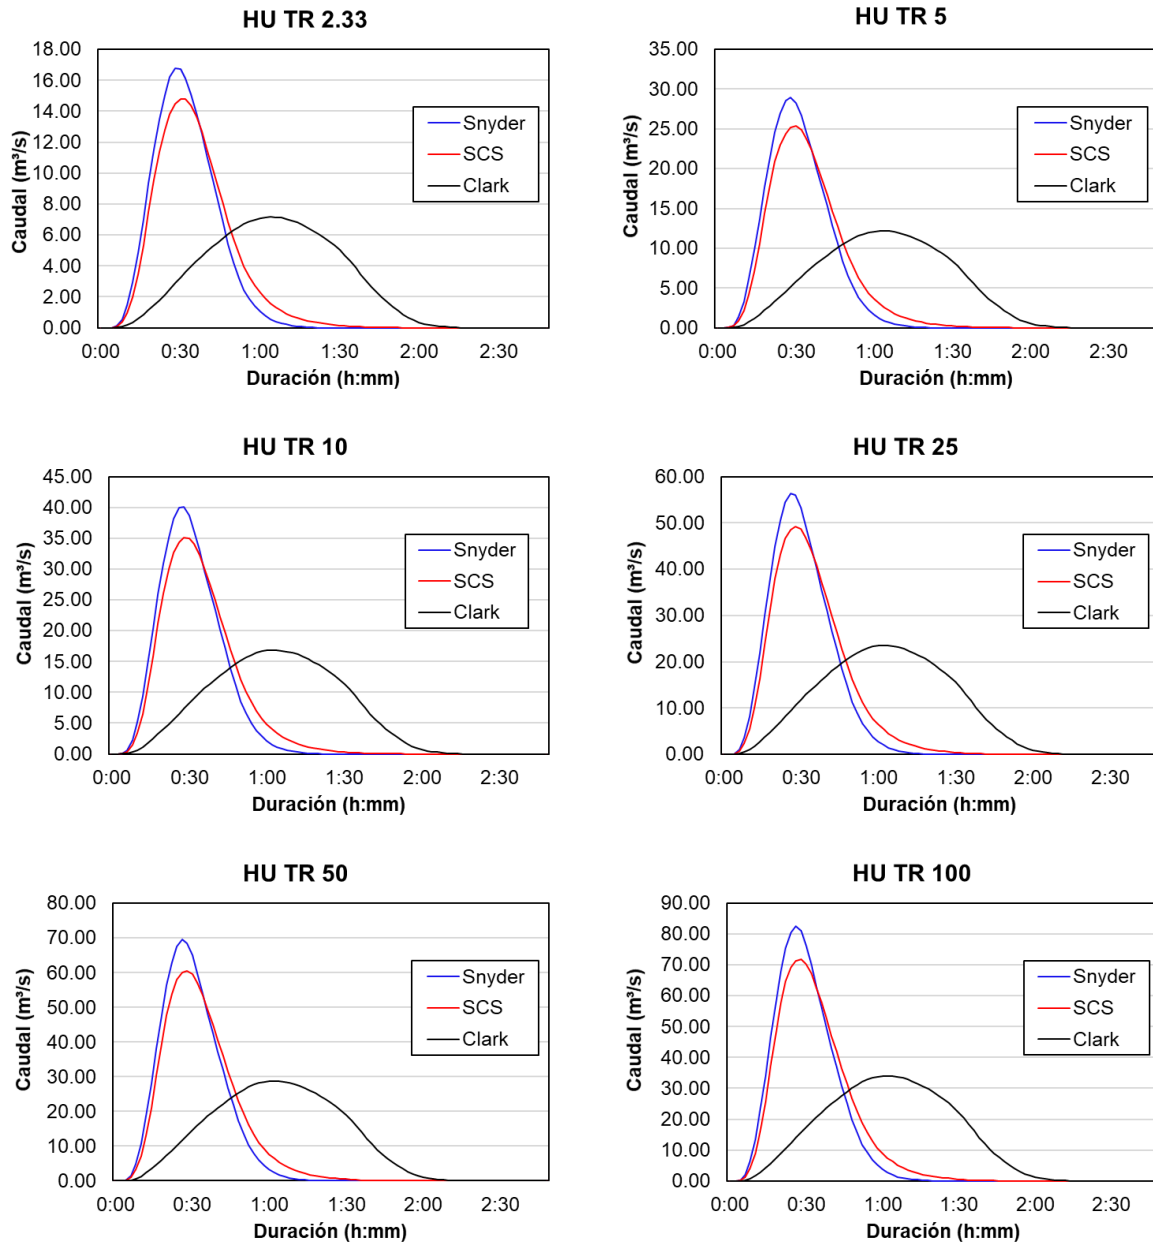 HU TR 2.33
18.00
16.00
14.00
12.00
10.00
8.00
6.00
4.00
2.00
0.00
Caudal (m³/s)
Snyder
SCS
Clark
0:00 0:30 1:00 1:30 2:00 2:30
Duración (h:mm)
HU TR 5
35.00
30.00
25.00
20.00
15.00
10.00
5.00
0.00
Caudal (m³/s)
Snyder
SCS
Clark
0:00 0:30 1:00 1:30 2:00 2:30
Duración (h:mm)
HU TR 10
45.00
40.00
35.00
30.00
25.00
20.00
15.00
10.00
5.00
0.00
Caudal (m³/s)
Snyder
SCS
Clark
0:00 0:30 1:00 1:30 2:00 2:30
Duración (h:mm)
HU TR 25
60.00
50.00
40.00
30.00
20.00
10.00
0.00
Caudal (m³/s)
Snyder
SCS
Clark
0:00 0:30 1:00 1:30 2:00 2:30
Duración (h:mm)
HU TR 50
80.00
70.00
60.00
50.00
40.00
30.00
20.00
10.00
0.00
Caudal (m³/s)
Snyder
SCS
Clark
0:00 0:30 1:00 1:30 2:00 2:30
Duración (h:mm)
HU TR 100
90.00
80.00
70.00
60.00
50.00
40.00
30.00
20.00
10.00
0.00
Caudal (m³/s)
Snyder
SCS
Clark
0:00 0:30 1:00 1:30 2:00 2:30
Duración (h:mm)